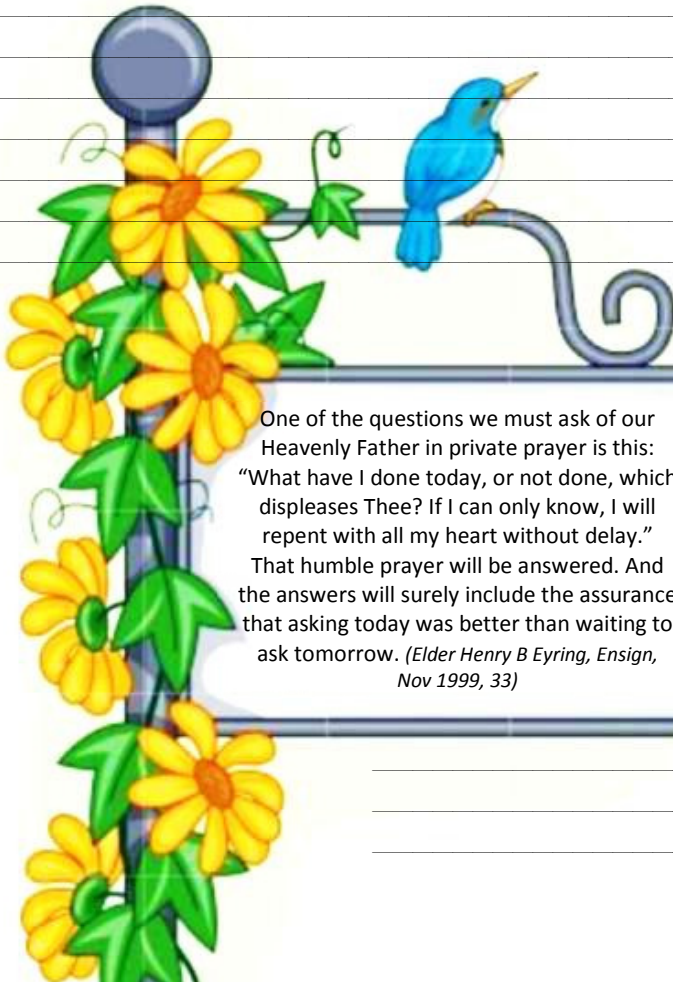 One of the questions we must ask of our
Heavenly Father in private prayer is this:
“What have I done today, or not done, which
displeases Thee? If I can only know, I will
repent with all my heart without delay.”
That humble prayer will be answered. And
the answers will surely include the assurance
that asking today was better than waiting to
ask tomorrow. (Elder Henry B Eyring, Ensign,
Nov 1999, 33)